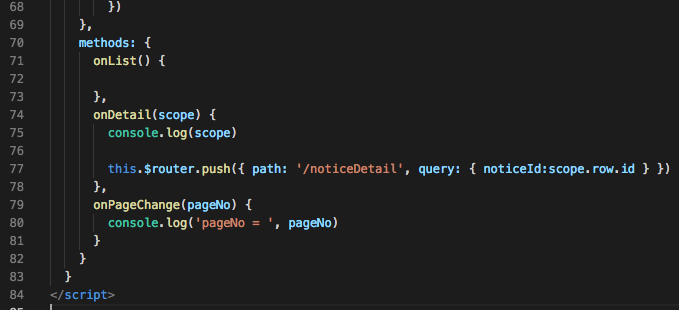 68 })
69 },
70 methods: {
71 onList() {
72
73 },
74 onDetail(scope) {
75 console.log(scope)
76
77 this.$router.push({ path: '/noticeDetail', query: { noticeId:scope.row.id } })
78 },
79 onPageChange(pageNo) {
80 console.log('pageNo = ', pageNo)
81 }
82 }
83 }
84 </script>